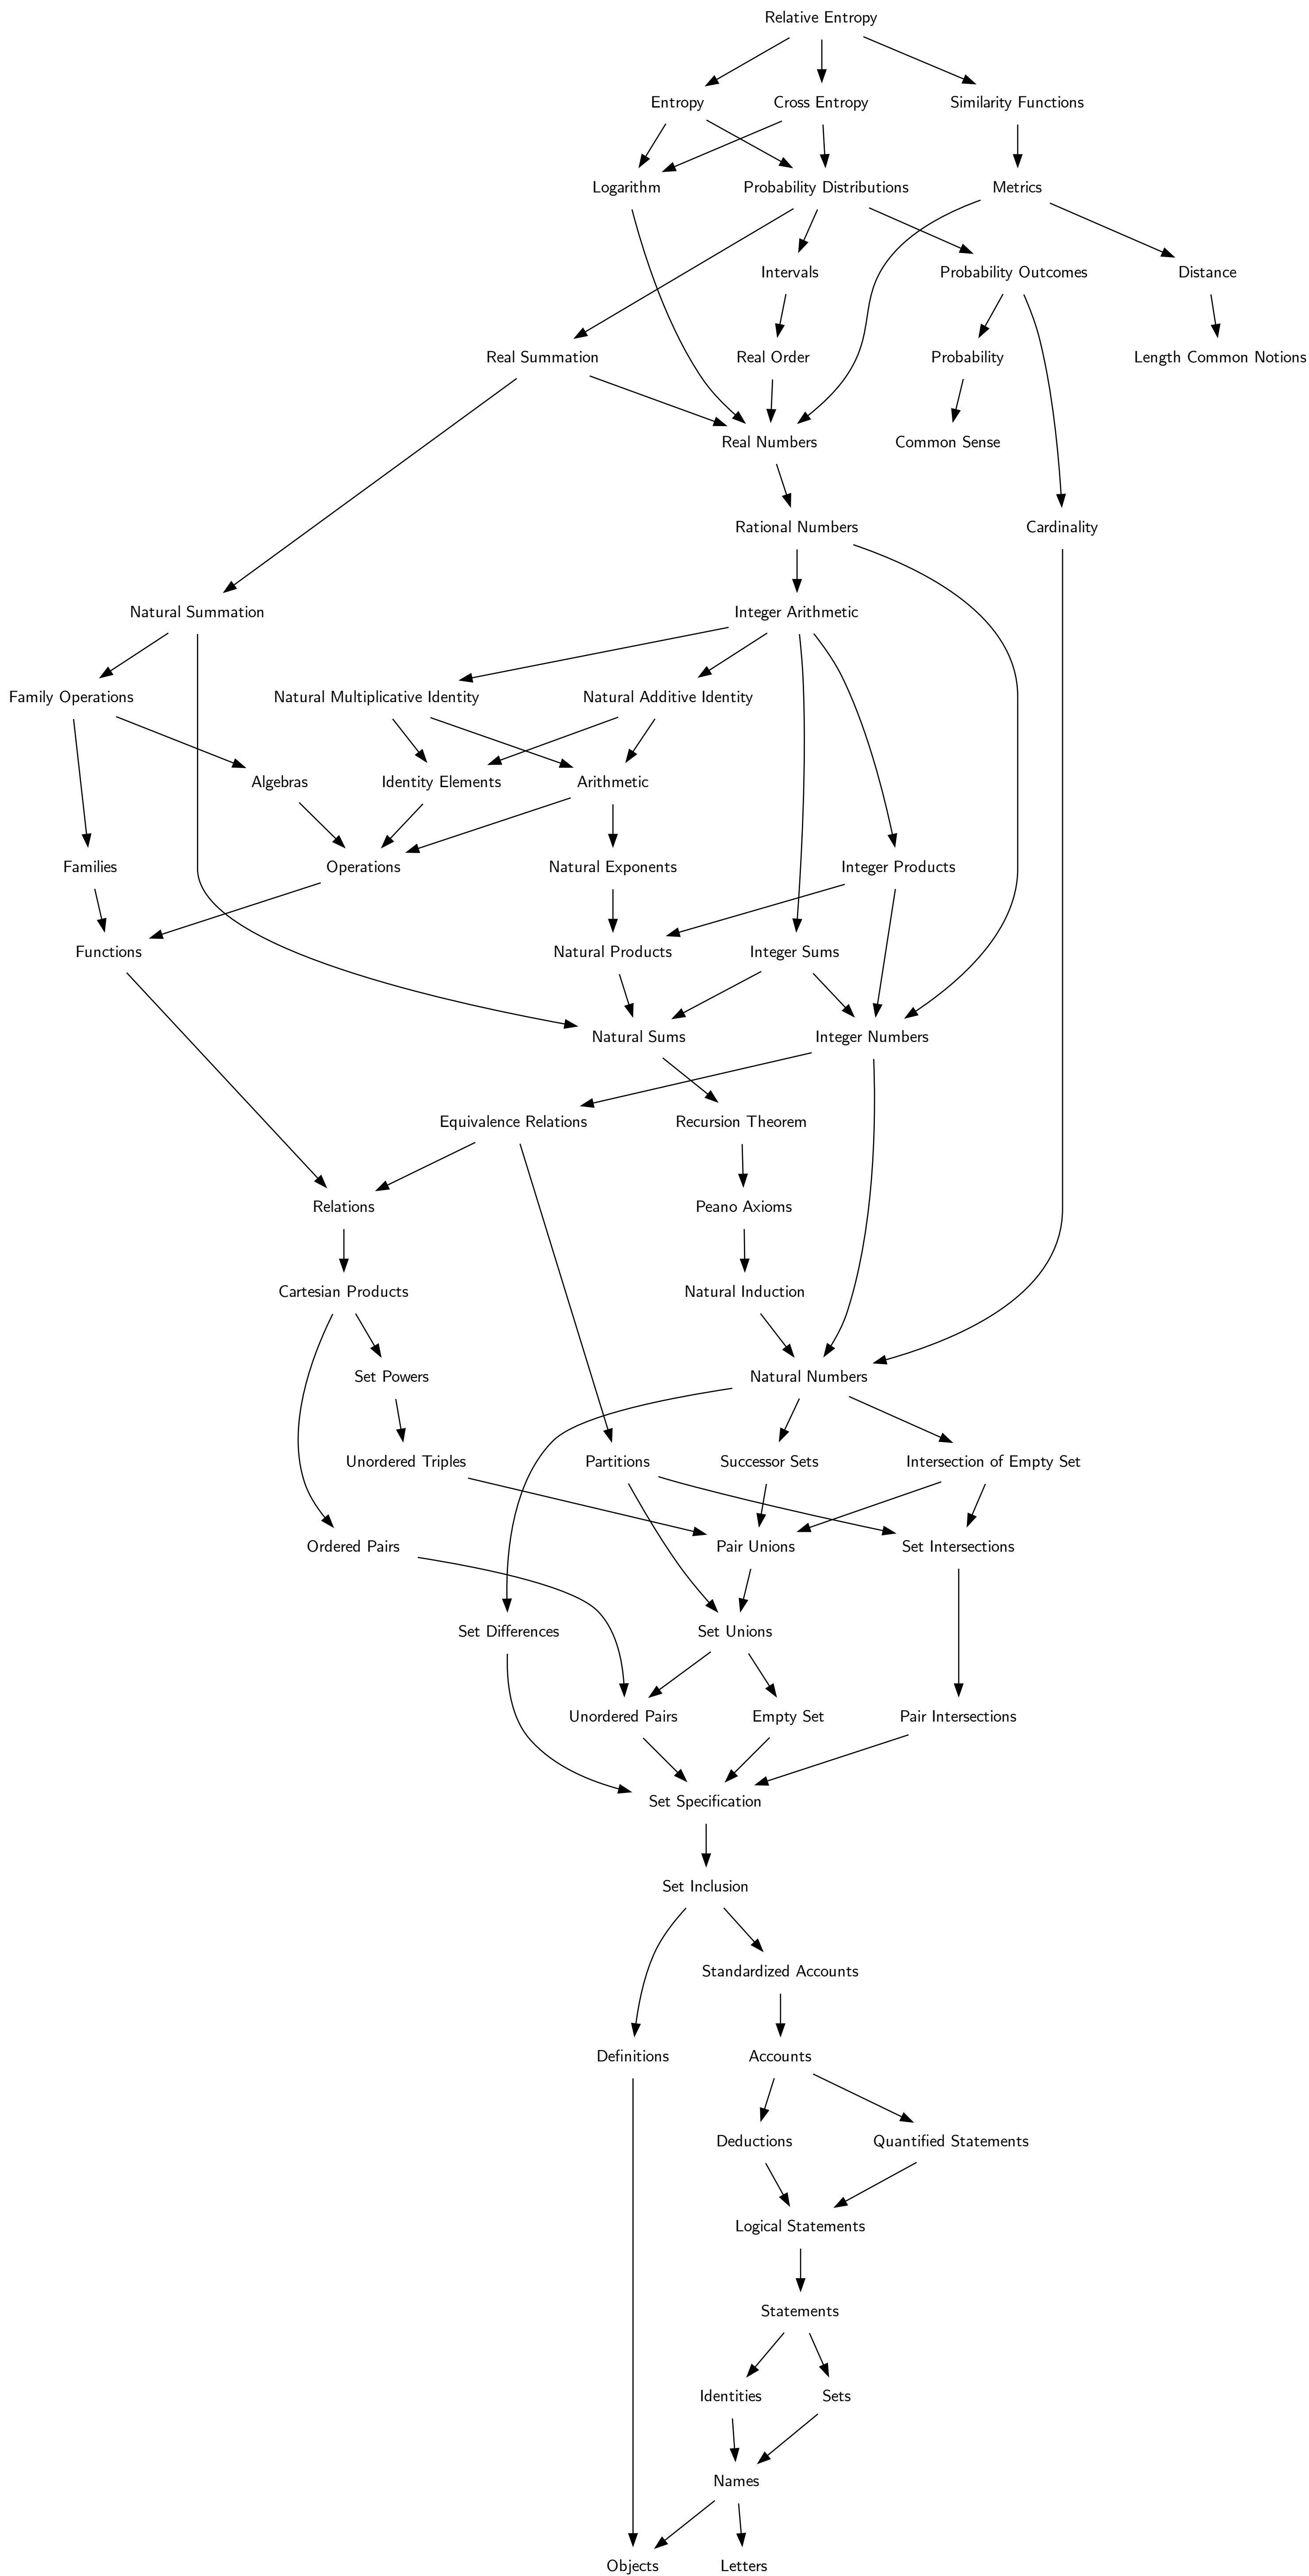 Relative Entropy
Entropy
Cross Entropy
Similarity Functions
Logarithm
Probability Distributions
Metrics
Intervals
Probability Outcomes
Distance
Real Summation
Real Order
Probability
Length Common Notions
Real Numbers
Common Sense
Rational Numbers
Cardinality
Natural Summation
Integer Arithmetic
Family Operations
Natural Multiplicative Identity
Natural Additive Identity
Algebras
Identity Elements
Arithmetic
Families
Operations
Natural Exponents
Integer Products
Functions
Natural Products
Integer Sums
Natural Sums
Integer Numbers
Equivalence Relations
Recursion Theorem
Relations
Peano Axioms
Cartesian Products
Natural Induction
Set Powers
Natural Numbers
Unordered Triples
Partitions
Successor Sets
Intersection of Empty Set
Ordered Pairs
Pair Unions
Set Intersections
Set Differences
Set Unions
Unordered Pairs
Empty Set
Pair Intersections
Set Specification
Set Inclusion
Standardized Accounts
Definitions
Accounts
Deductions
Quantified Statements
Logical Statements
Statements
Identities
Sets
Names
Objects
Letters